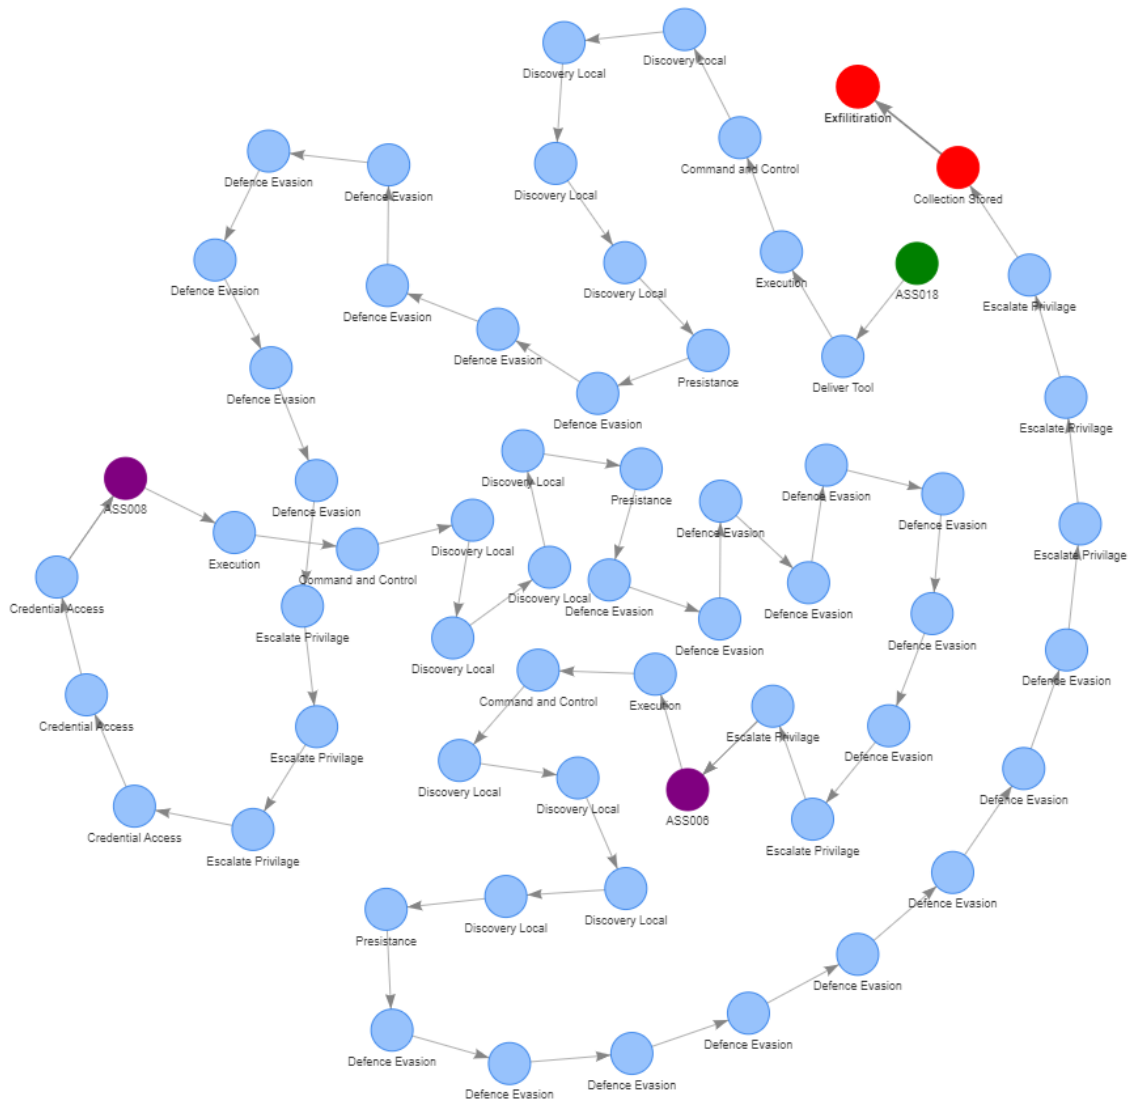 Discovery Local
Discovery Local
Exfilitiration
Command and Control
Defence Evasion
Discovery Local
Defence Evasion
Collection Stored
Execution
Defence Evasion
Discovery Local
ASS018
Escalate Privilage
Defence Evasion
Defence Evasion
Presistance
Deliver Tool
Defence Evasion
Defence Evasion
Escalate Privilage
Discovery Local
Defence Evasion
Presistance
ASS008
Defence Evasion
Defence Evasion
Defence Evasion
Discovery Local
Escalate Privilage
Execution
Command and Control
Discovery Local
Credential Access
Defence Evasion
Defence Evasion
Escalate Privilage
Defence Evasion
Defence Evasion
Discovery Local
Defence Evasion
Command and Control
Execution
Credential Access
Escalate Privilage
Defence Evasion
Escalate Privilage
Discovery Local
Defence Evasion
Discovery Local
ASS006
Credential Access
Escalate Privilage
Escalate Privilage
Defence Evasion
Discovery Local
Discovery Local
Presistance
Defence Evasion
Defence Evasion
Defence Evasion
Defence Evasion
Defence Evasion